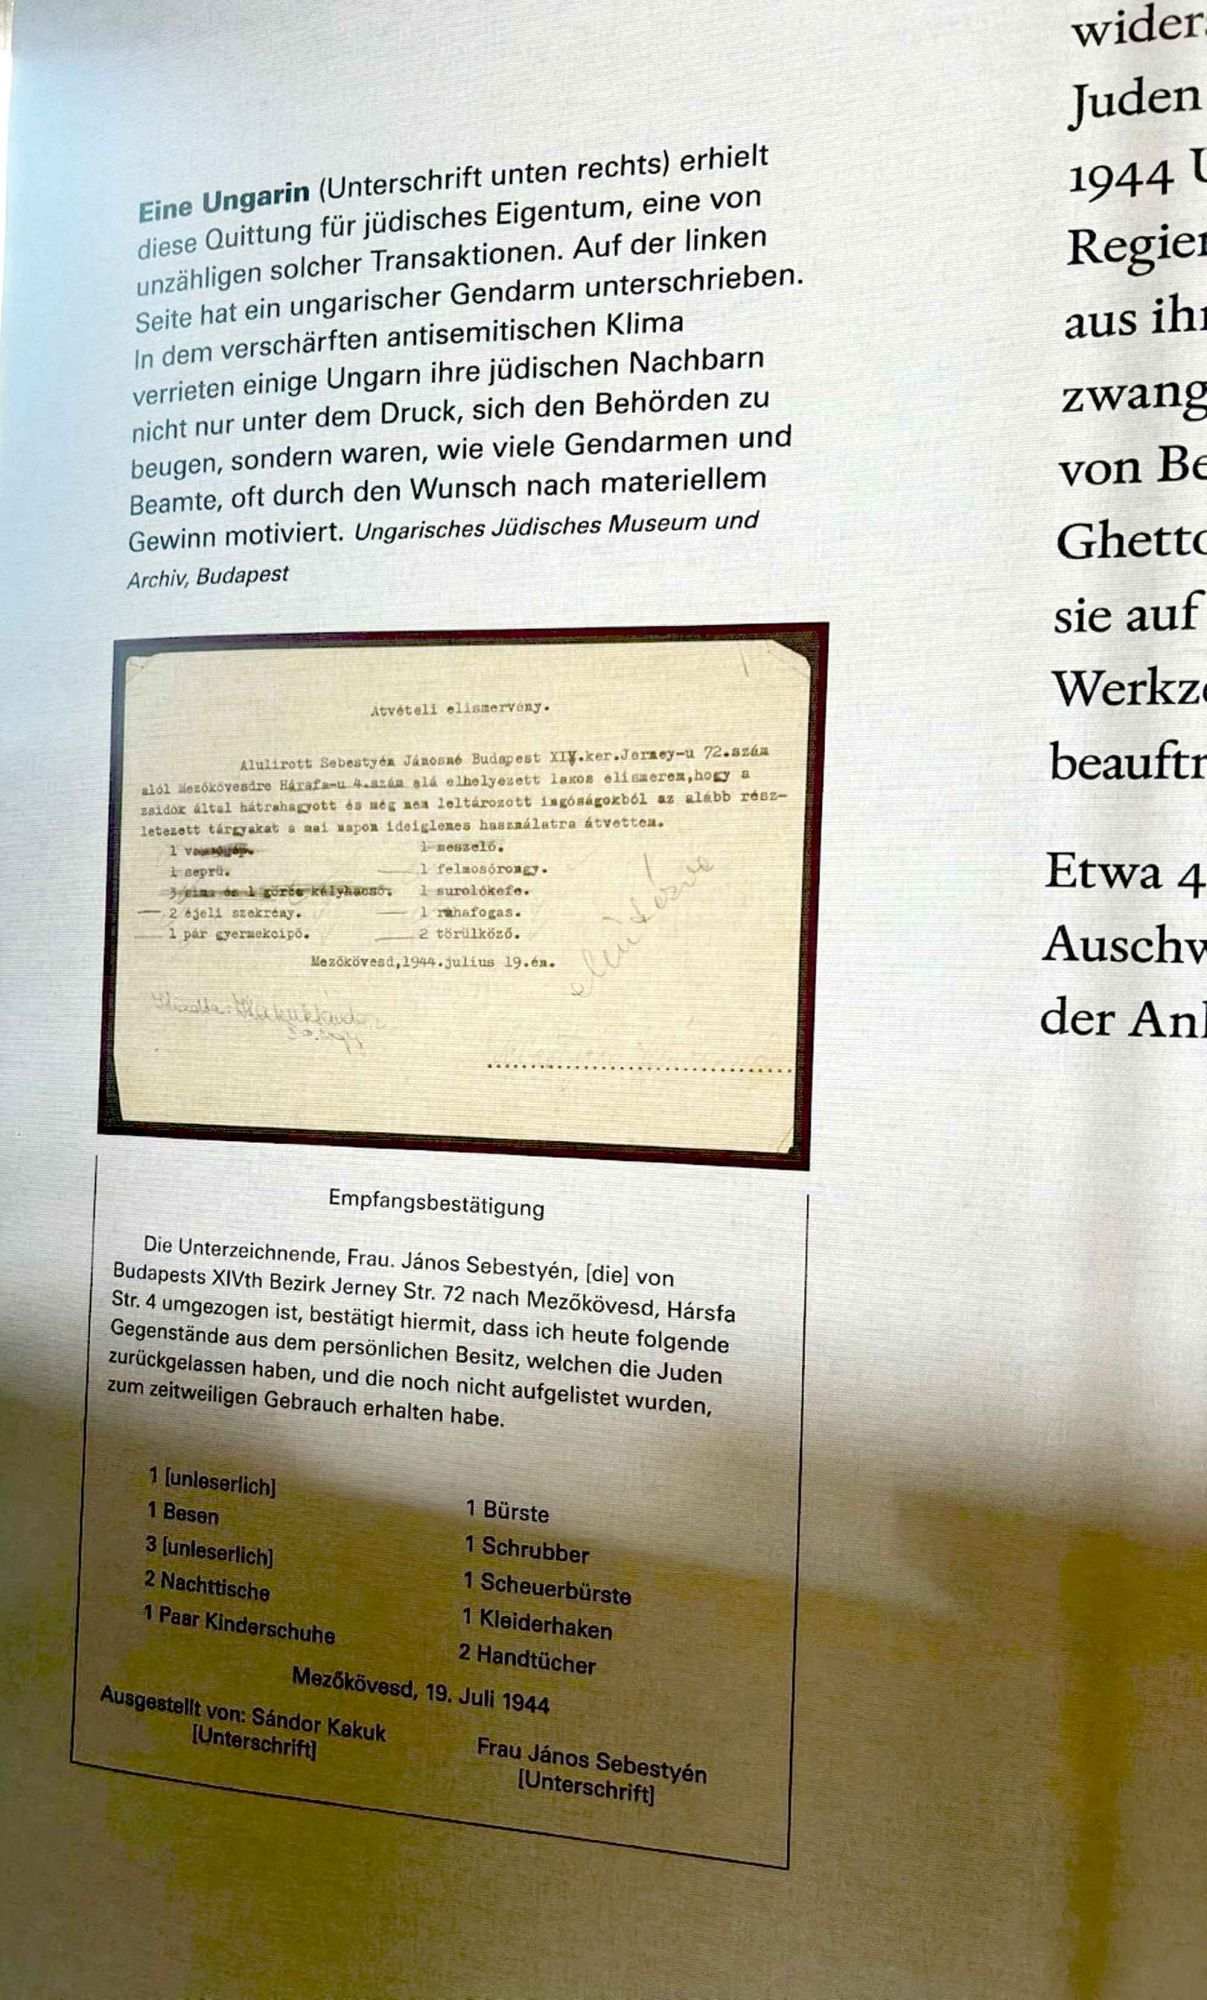 Eine Ungarin (Unterschrift unten rechts) erhielt
diese Quittung für jüdisches Eigentum, eine von
unzähligen solcher Transaktionen. Auf der linken
Seite hat ein ungarischer Gendarm unterschrieben.
In dem verschärften antisemitischen Klima
verrieten einige Ungarn ihre jüdischen Nachbarn
nicht nur unter dem Druck, sich den Behörden zu
beugen, sondern waren, wie viele Gendarmen und
Beamte, oft durch den Wunsch nach materiellem
Gewinn motiviert. Ungarisches Jüdisches Museum und
Archiv, Budapest
Átvételi elismervény.
Alulirott Sebestyén Jánosné Budapest XIV.ker.Jerney-u 72.szám
alól Mezőkövesdre Hársfa-u 4.szám alá elhelyezett lakos elismerem,hogy a
zsidók által hátrahagyott és még nem leltározott ingóságokból az alább rész-
letezett tárgyakat a mai napon ideiglenes használatra átvettem.
1
1 seprü.
3 és 1 görbe kályhacső.
2 éjeli szekrény.
1 pár gyermekcipő.
1 meszelő.
1 felmosórongy.
1 surolókefe.
1 ruhafogas.
2 törülköző.
Mezőkövesd,1944.julius 19.én.
Empfangsbestätigung
Die Unterzeichnende, Frau. János Sebestyén, [die] von
Budapests XIVth Bezirk Jerney Str. 72 nach Mezőkövesd, Hársfa
Str. 4 umgezogen ist, bestätigt hiermit, dass ich heute folgende
Gegenstände aus dem persönlichen Besitz, welchen die Juden
zurückgelassen haben, und die noch nicht aufgelistet wurden,
zum zeitweiligen Gebrauch erhalten habe.
1 [unleserlich]
1 Besen
3 [unleserlich]
2 Nachttische
1 Paar Kinderschuhe
1 Bürste
1 Schrubber
1 Scheuerbürste
1 Kleiderhaken
2 Handtücher
Mezőkövesd, 19. Juli 1944
Ausgestellt von: Sándor Kakuk
[Unterschrift]
Frau János Sebestyén
[Unterschrift]
Juden
1944
aus
von
sie auf
Etwa 4
der